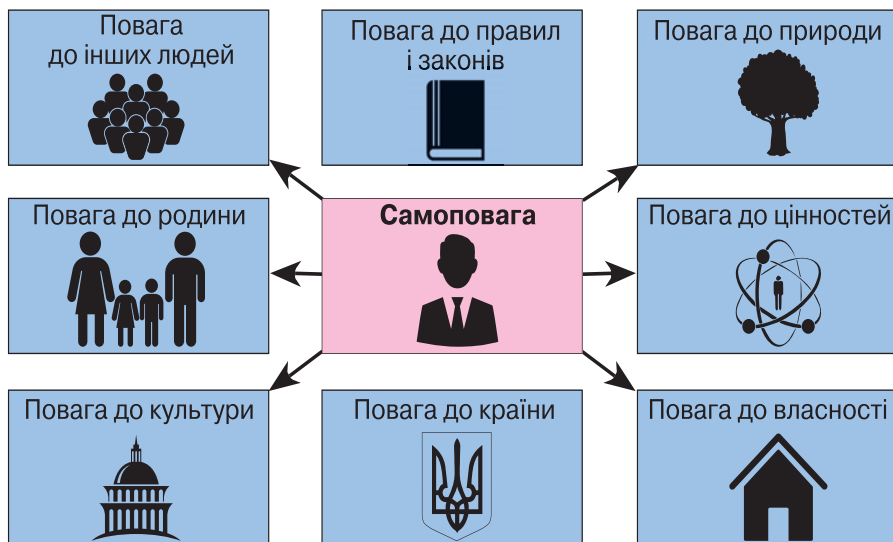 Повага
до інших людей
Повага до правил
і законів
Повага до природи
Повага до родини
Самоповага
Повага до цінностей
Повага до культури
Повага до країни
Повага до власності